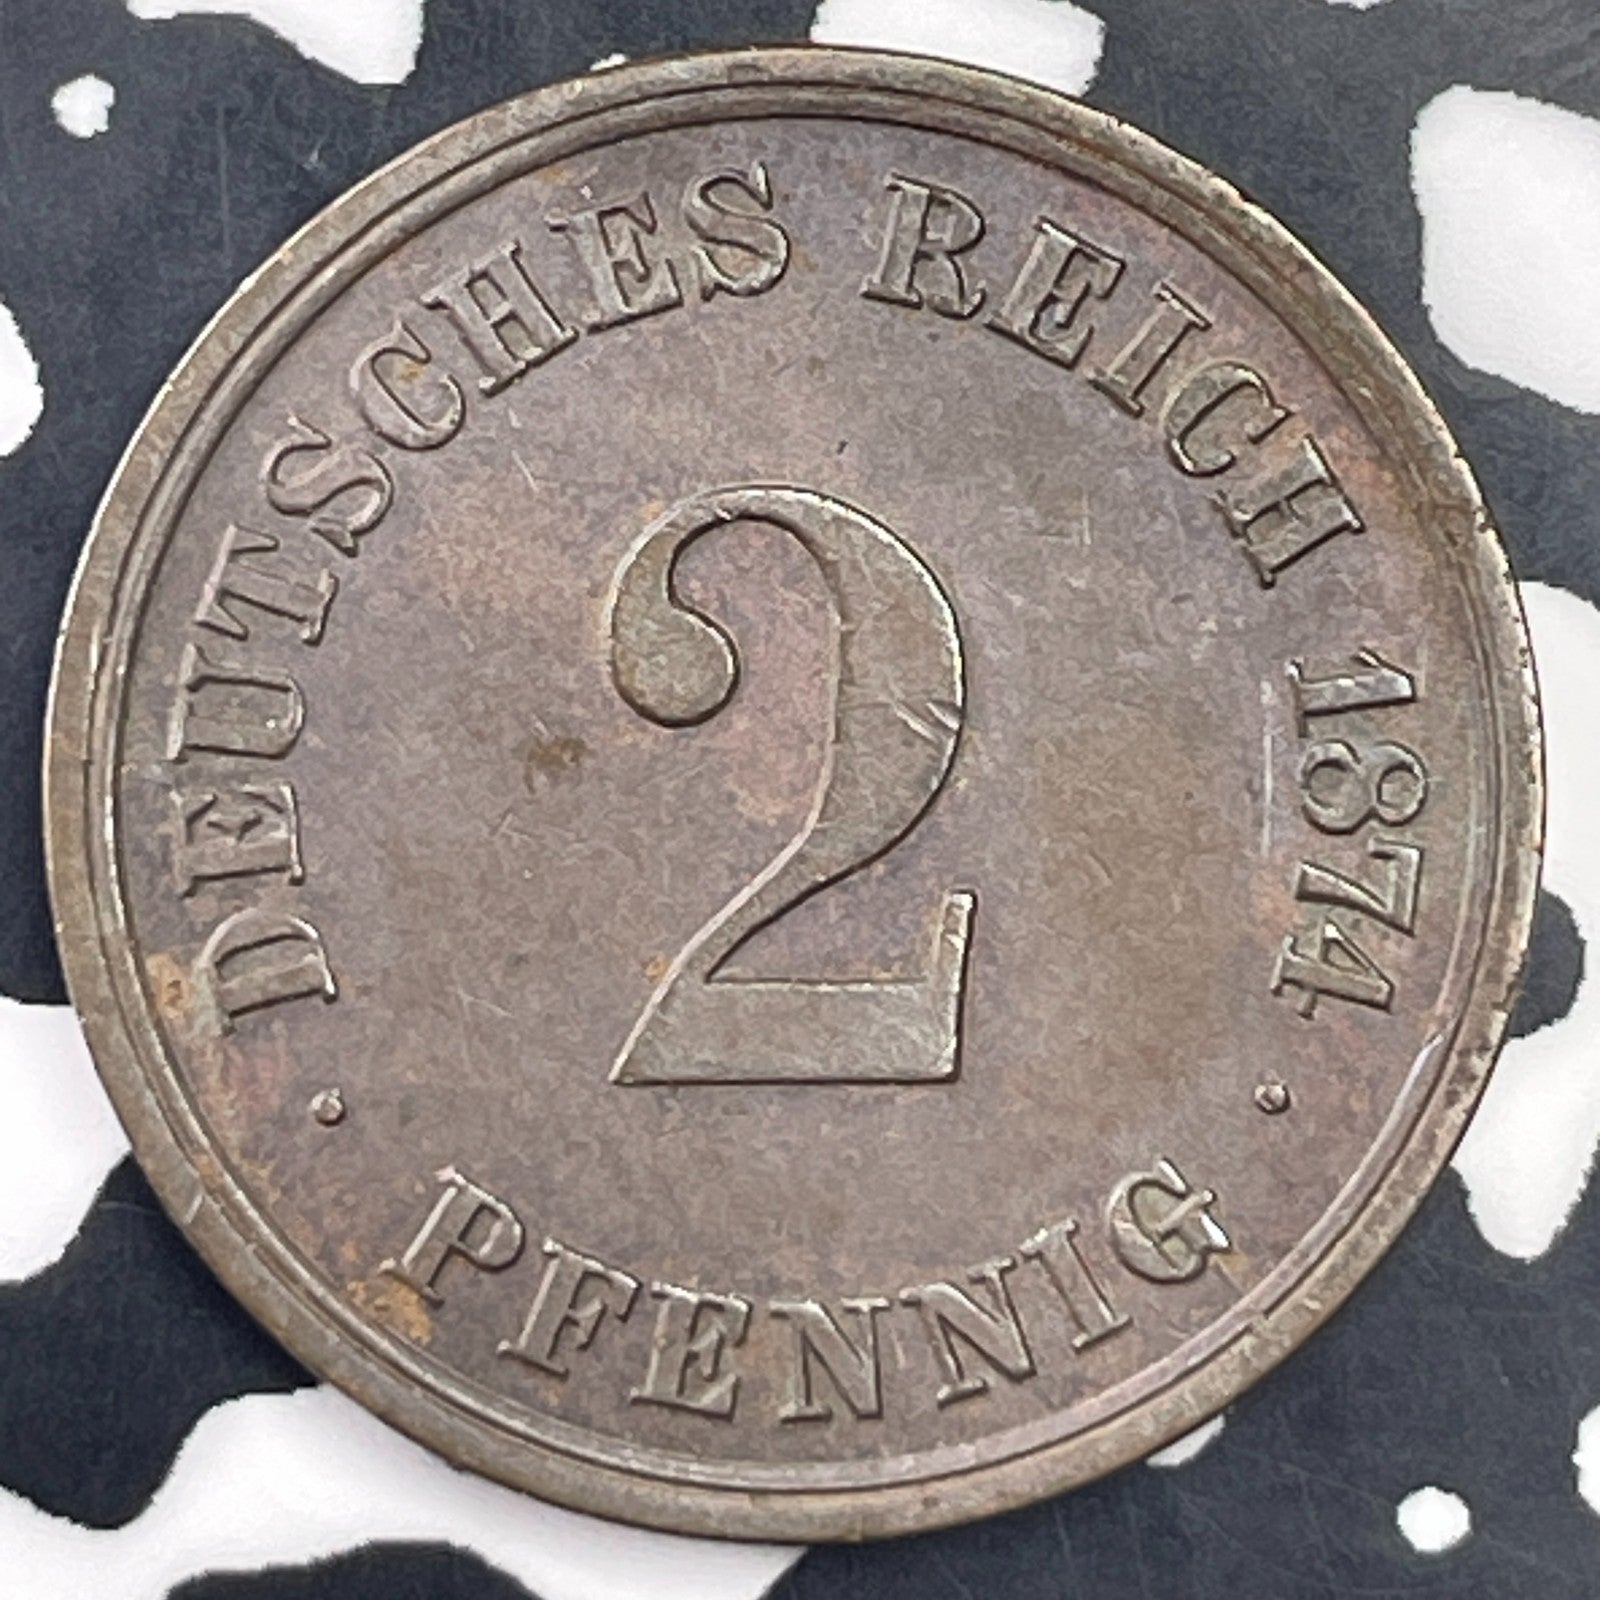 DEUTSCHES REICH 1874
2
· PFENNIG ·